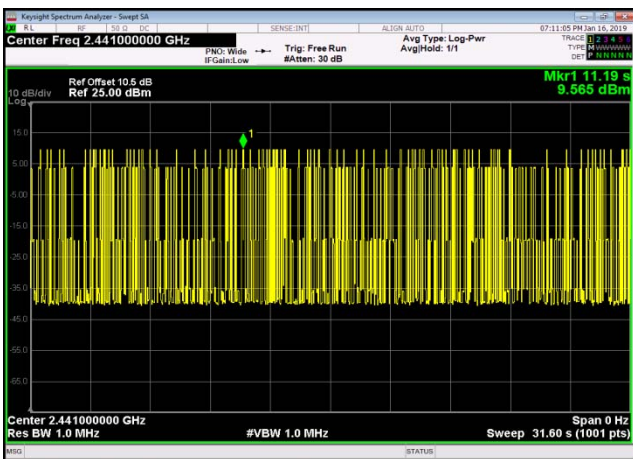 Keysight Spectrum Analyzer - Swept SA
RL RF 50 Ω DC SENSE:INT ALIGN AUTO 07:11:05 PM Jan 16, 2019
Center Freq 2.441000000 GHz
PNO: Wide Trig: Free Run Avg Type: Log-Pwr TRACE 1 2 3 4 5 6
IFGain:Low #Atten: 30 dB Avg|Hold: 1/1 TYPE M W W W W W
DET P N N N N N
Ref Offset 10.5 dB Mkr1 11.19 s
10 dB/div Ref 25.00 dBm 9.565 dBm
Log
15.0
1
5.00
-5.00
-15.0
-25.0
-35.0
-45.0
-55.0
-65.0
Center 2.441000000 GHz Span 0 Hz
Res BW 1.0 MHz #VBW 1.0 MHz Sweep 31.60 s (1001 pts)
MSG STATUS